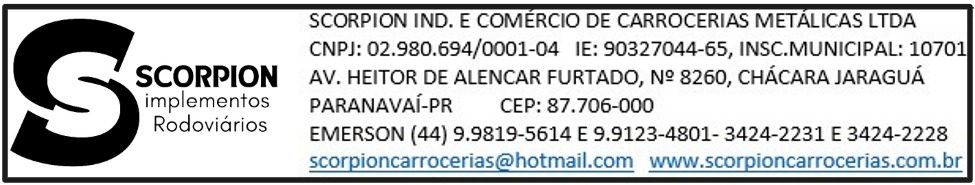 SCORPION
implementos
Rodoviários
SCORPION IND. E COMÉRCIO DE CARROCERIAS METÁLICAS LTDA
CNPJ: 02.980.694/0001-04 IE: 90327044-65, INSC.MUNICIPAL: 10701
AV. HEITOR DE ALENCAR FURTADO, Nº 8260, CHÁCARA JARAGUÁ
PARANAVAÍ-PR CEP: 87.706-000
EMERSON (44) 9.9819-5614 E 9.9123-4801- 3424-2231 E 3424-2228
scorpioncarrocerias@hotmail.com www.scorpioncarrocerias.com.br